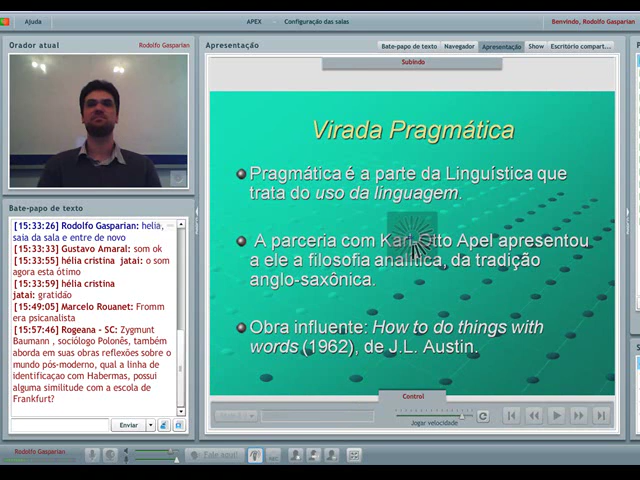 Ajuda
APEX
Configuração das salas
Benvindo, Rodolfo Gasparian
Orador atual
Rodolfo Gasparian
Apresentação
Bate-papo de texto
Navegador
Apresentação
Show
Escritório compart...
Subindo
Virada Pragmática
Pragmática é a parte da Linguística que
trata do uso da linguagem.
A parceria com Karl-Otto Apel apresentou
a ele a filosofia analítica, da tradição
anglo-saxônica.
Obra influente: How to do things with
words (1962), de J.L. Austin.
Bate-papo de texto
[15:33:26] Rodolfo Gasparian: helia,
saia da sala e entre de novo
[15:33:33] Gustavo Amaral: som ok
[15:33:55] hélia cristina jatai: o som
agora esta ótimo
[15:33:59] hélia cristina
jatai: gratidão
[15:49:05] Marcelo Rouanet: Fromm
era psicanalista
[15:57:46] Rogeana - SC: Zygmunt
Baumann , sociólogo Polonês, também
aborda em suas obras reflexões sobre o
mundo pós-moderno, qual a linha de
identificaçao com Habermas, possui
alguma similitude com a escola de
Frankfurt?
Enviar
Control
Jogar velocidade
Rodolfo Gasparian
Fale aqui!